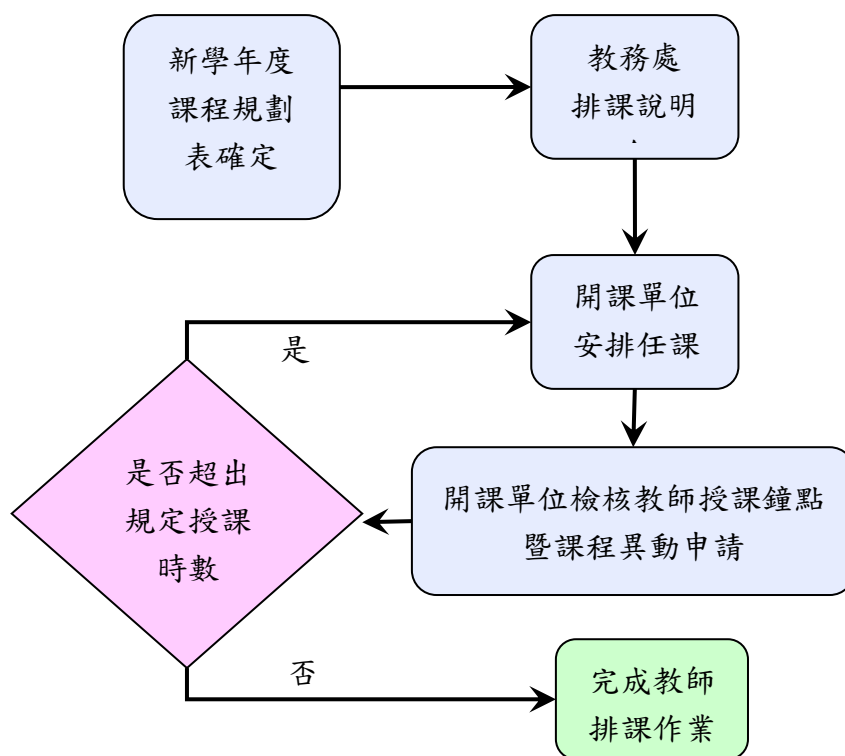 新學年度
課程規劃
表確定
教務處
排課說明
開課單位
安排任課
是
是否超出
規定授課
時數
開課單位檢核教師授課鐘點
暨課程異動申請
否
完成教師
排課作業